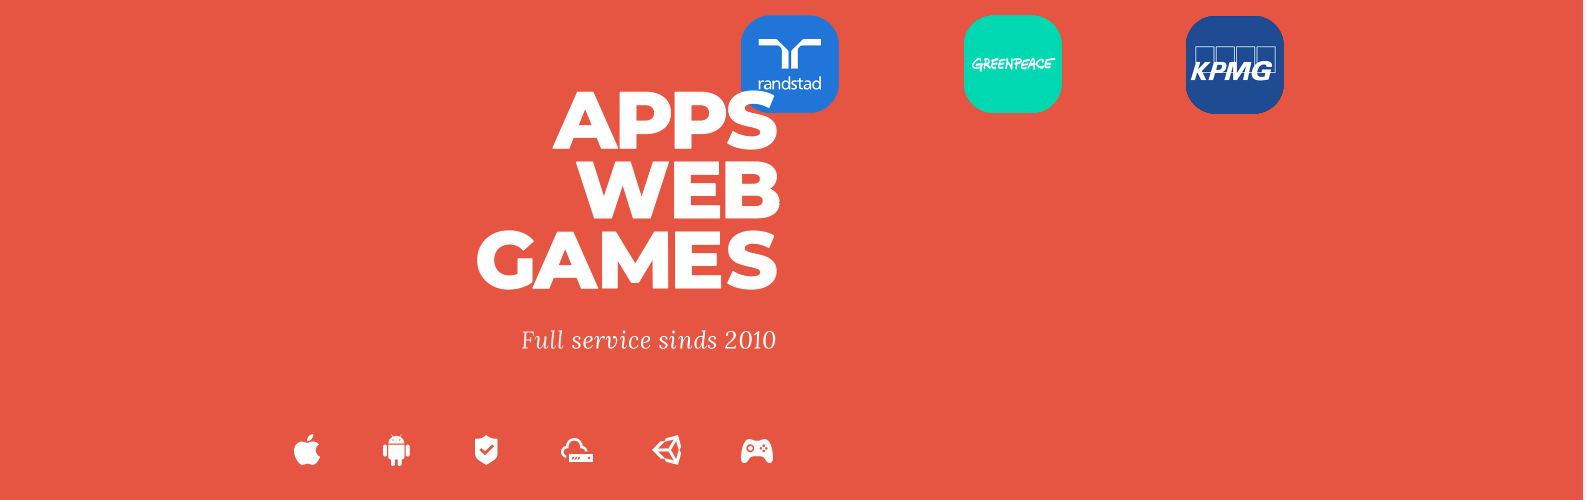 randstad
GREENPEACE
KPMG
APPS
WEB
GAMES
Full service sinds 2010